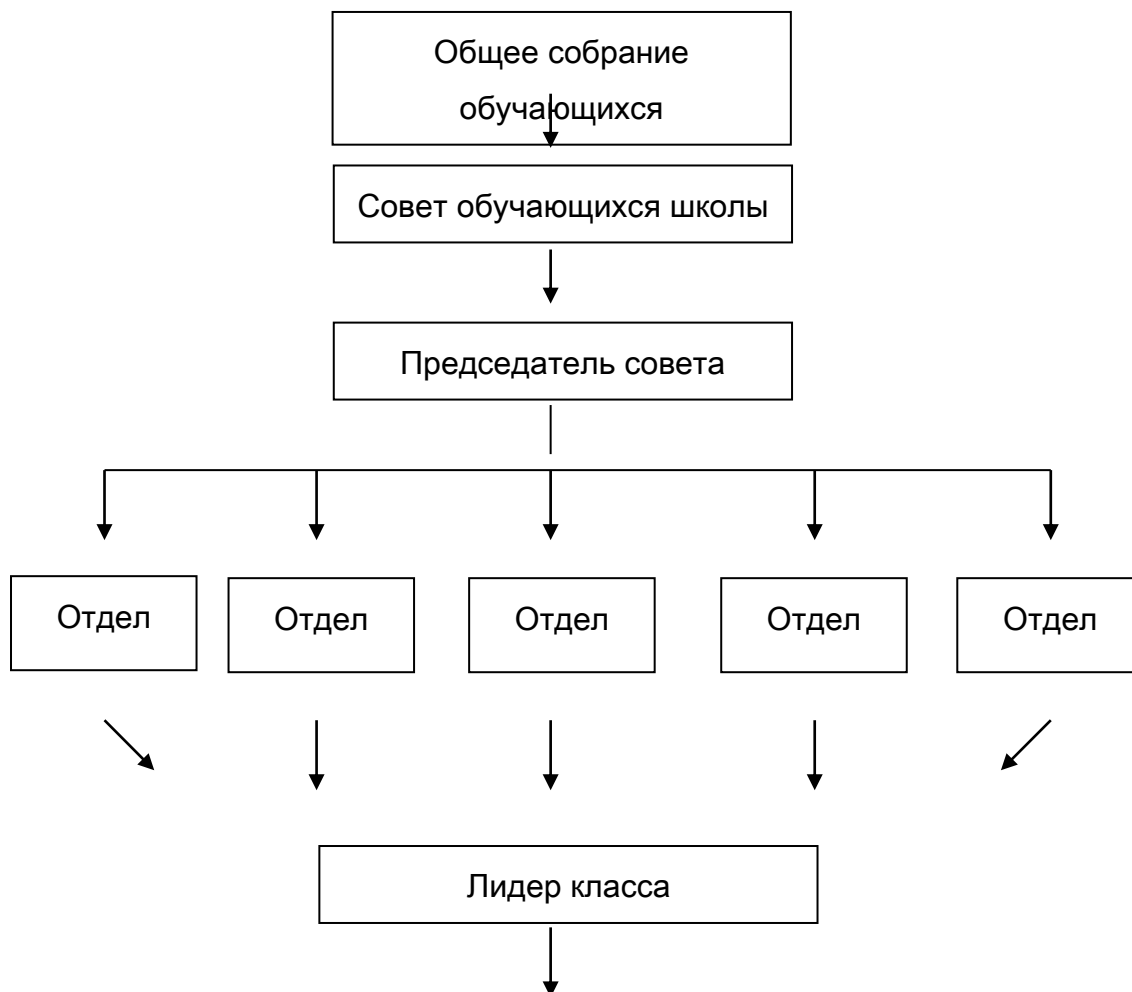 Общее собрание
обучающихся
Совет обучающихся школы
Председатель совета
Отдел
Отдел
Отдел
Отдел
Отдел
Лидер класса